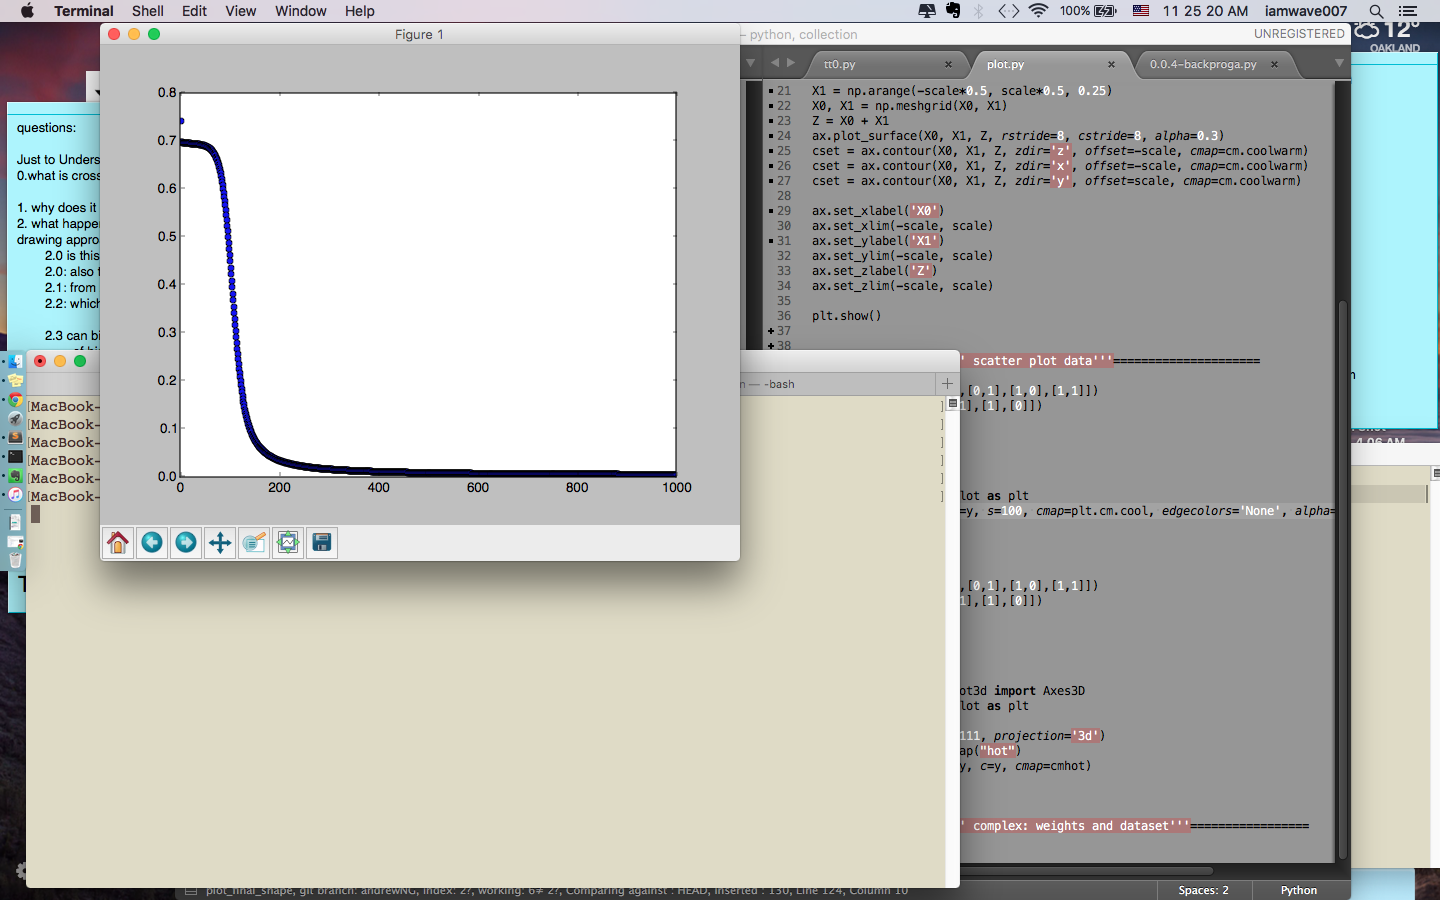 Terminal Shell Edit View Window Help 100% 11 25 20 AM iamwave007
12°
OAKLAND
Figure 1
– python, collection UNREGISTERED
tt0.py × plot.py × 0.0.4-backproga.py ×
questions:
Just to Unders
0.what is cross
1. why does it
2. what happe
drawing appro
2.0 is this
2.0: also
2.1: from
2.2: which
2.3 can bi
0.8
0.7
0.6
0.5
0.4
0.3
0.2
0.1
0.0
0 200 400 600 800 1000
21 X1 = np.arange(-scale*0.5, scale*0.5, 0.25)
22 X0, X1 = np.meshgrid(X0, X1)
23 Z = X0 + X1
24 ax.plot_surface(X0, X1, Z, rstride=8, cstride=8, alpha=0.3)
25 cset = ax.contour(X0, X1, Z, zdir='z', offset=-scale, cmap=cm.coolwarm)
26 cset = ax.contour(X0, X1, Z, zdir='x', offset=-scale, cmap=cm.coolwarm)
27 cset = ax.contour(X0, X1, Z, zdir='y', offset=scale, cmap=cm.coolwarm)
28
29 ax.set_xlabel('X0')
30 ax.set_xlim(-scale, scale)
31 ax.set_ylabel('X1')
32 ax.set_ylim(-scale, scale)
33 ax.set_zlabel('Z')
34 ax.set_zlim(-scale, scale)
35
36 plt.show()
37
38
' scatter plot data'''=====================
,[0,1],[1,0],[1,1]])
],[1],[0]])
lot as plt
=y, s=100, cmap=plt.cm.cool, edgecolors='None', alpha=
,[0,1],[1,0],[1,1]])
],[1],[0]])
ot3d import Axes3D
lot as plt
111, projection='3d')
ap("hot")
y, c=y, cmap=cmhot)
' complex: weights and dataset'''=================
n — -bash
[MacBook- ]
[MacBook- ]
[MacBook- ]
[MacBook- ]
[MacBook- ]
[MacBook- ]
4.06 AM
plot_final_shape, git branch: andrewNG, index: 2?, working: 6≠ 2?, Comparing against : HEAD, Inserted : 130, Line 124, Column 10
Spaces: 2 Python